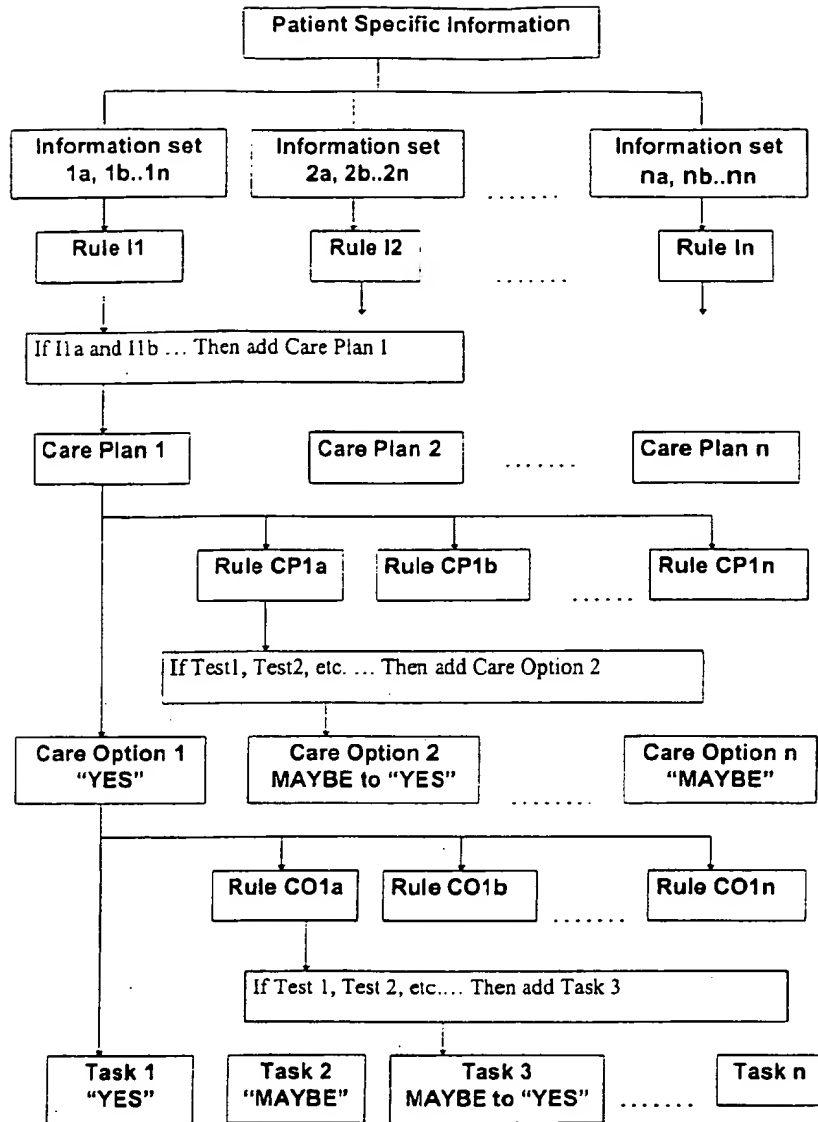 Patient Specific Information
Information set
1a, 1b..1n
Information set
2a, 2b..2n
.......
Information set
na, nb..nn
Rule I1
Rule I2
.......
Rule In
If I1a and I1b ... Then add Care Plan 1
Care Plan 1
Care Plan 2
.......
Care Plan n
Rule CP1a
Rule CP1b
.......
Rule CP1n
If Test1, Test2, etc. ... Then add Care Option 2
Care Option 1
“YES”
Care Option 2
MAYBE to “YES”
.......
Care Option n
“MAYBE”
Rule CO1a
Rule CO1b
.......
Rule CO1n
If Test 1, Test 2, etc.... Then add Task 3
Task 1
“YES”
Task 2
“MAYBE”
Task 3
MAYBE to “YES”
.......
Task n